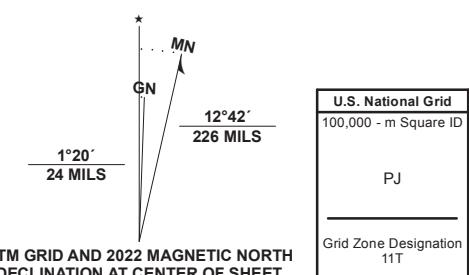 ★
MN
GN
12°42´
226 MILS
1°20´
24 MILS
TM GRID AND 2022 MAGNETIC NORTH
DECLINATION AT CENTER OF SHEET
U.S. National Grid
100,000 - m Square ID
PJ
Grid Zone Designation
11T